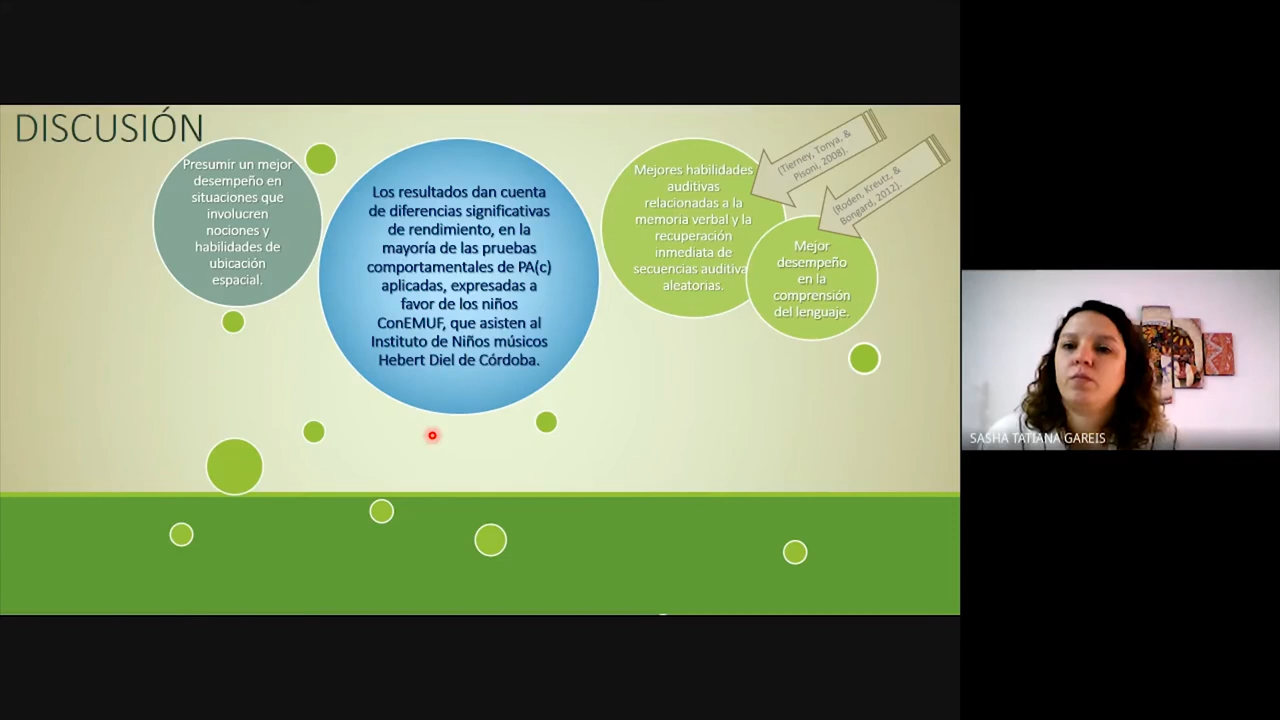 DISCUSIÓN
Presumir un mejor
desempeño en
situaciones que
involucren
nociones y
habilidades de
ubicación
espacial.
Los resultados dan cuenta
de diferencias significativas
de rendimiento, en la
mayoría de las pruebas
comportamentales de PA(c)
aplicadas, expresadas a
favor de los niños
ConEMUF, que asisten al
Instituto de Niños músicos
Hebert Diel de Córdoba.
Mejores habilidades
auditivas
relacionadas a la
memoria verbal y la
recuperación
inmediata de
secuencias auditiva
aleatorias.
(Tierney, Tonya, &
Pisoni, 2008).
Mejor
desempeño
en la
comprensión
del lenguaje.
(Roden, Kreutz, &
Bongard, 2012).
SASHA TATIANA GAREIS